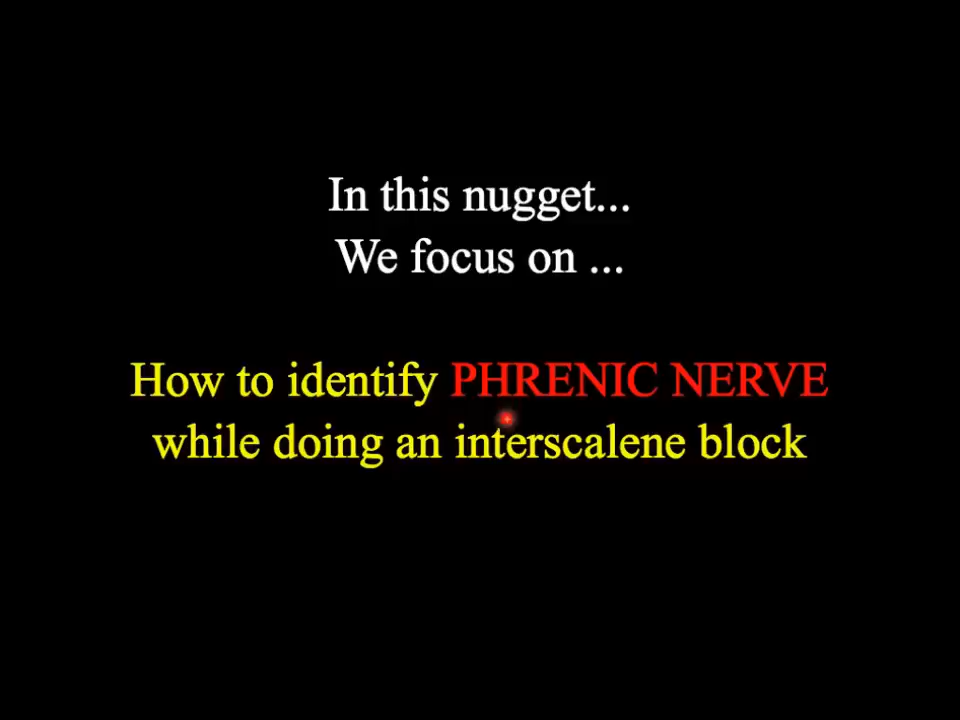 In this nugget...
We focus on ...
How to identify PHRENIC NERVE
while doing an interscalene block